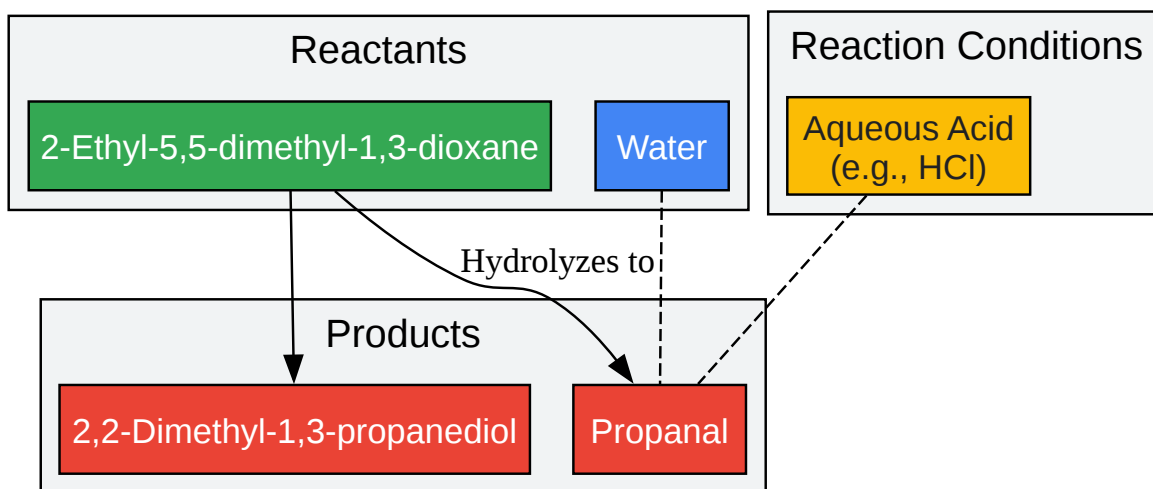 Reactants
Reaction Conditions
2-Ethyl-5,5-dimethyl-1,3-dioxane
Water
Aqueous Acid
(e.g., HCl)
Hydrolyzes to
Products
2,2-Dimethyl-1,3-propanediol
Propanal